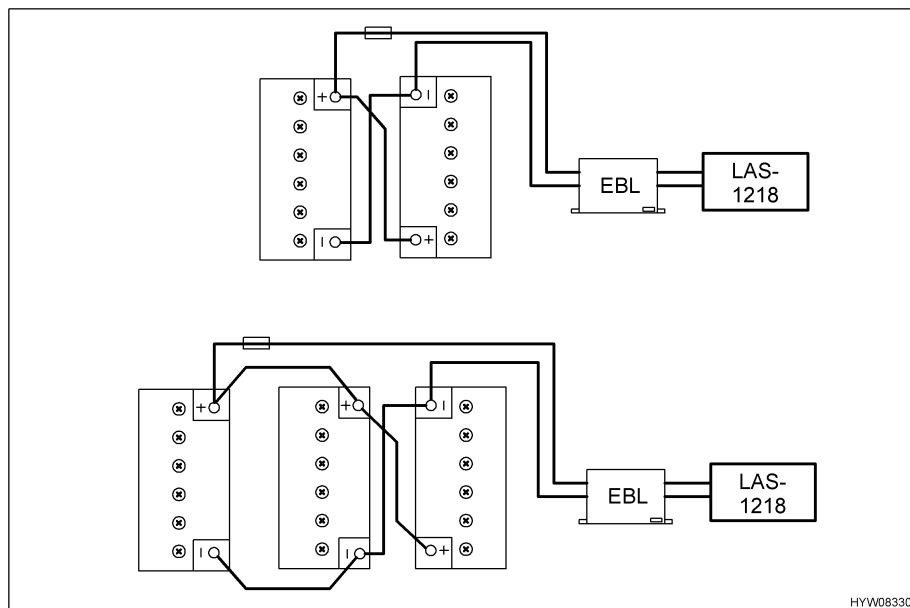 +
–
–
+
EBL
LAS-
1218
+
+
–
–
–
+
EBL
LAS-
1218
HYW08330